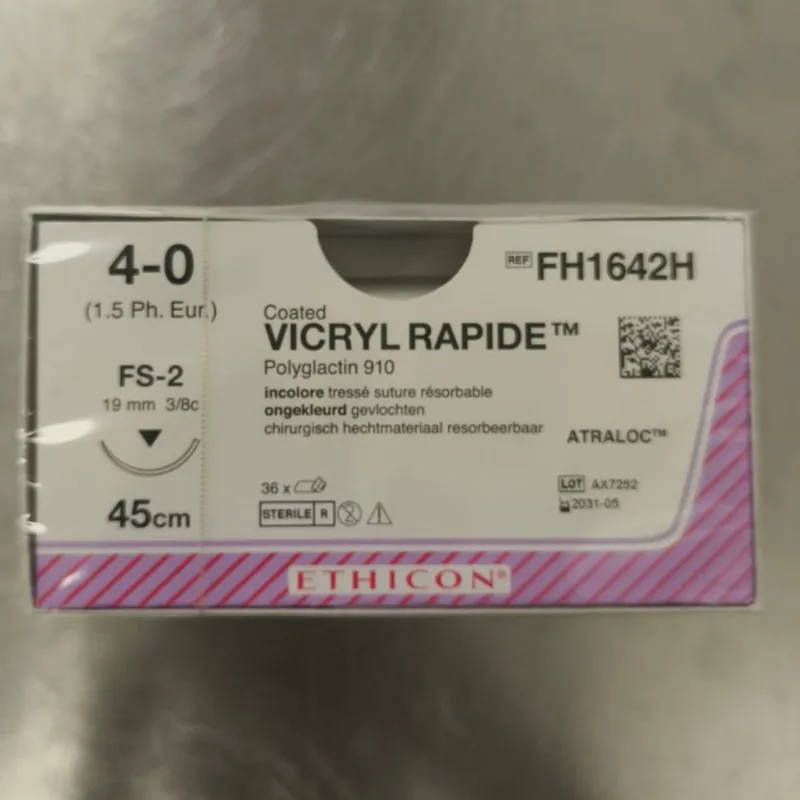 4-0
(1.5 Ph. Eur.)
FS-2
19 mm 3/8c
45cm
REF FH1642H
Coated
VICRYL RAPIDE™
Polyglactin 910
incolore tressé suture résorbable
ongekleurd gevlochten
chirurgisch hechtmateriaal resorbeerbaar
ATRALOC™
36 x
STERILE R
LOT AX7252
2031-05
ETHICON®